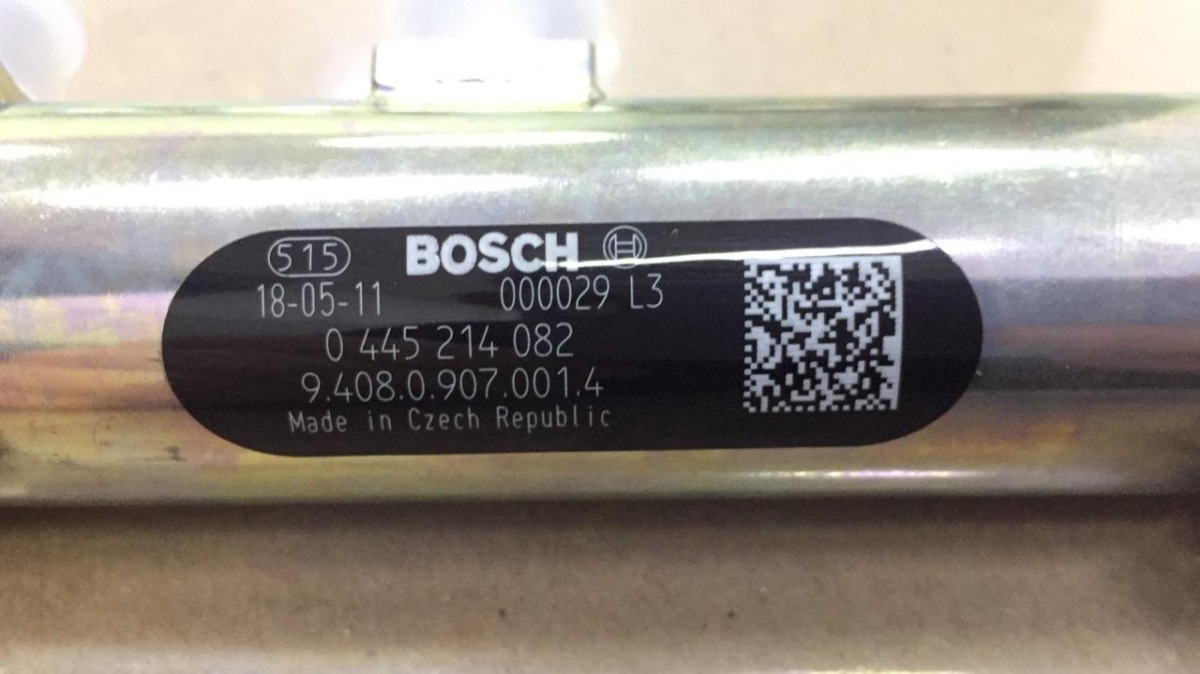 515 BOSCH
18-05-11 000029 L3
0 445 214 082
9.408.0.907.001.4
Made in Czech Republic